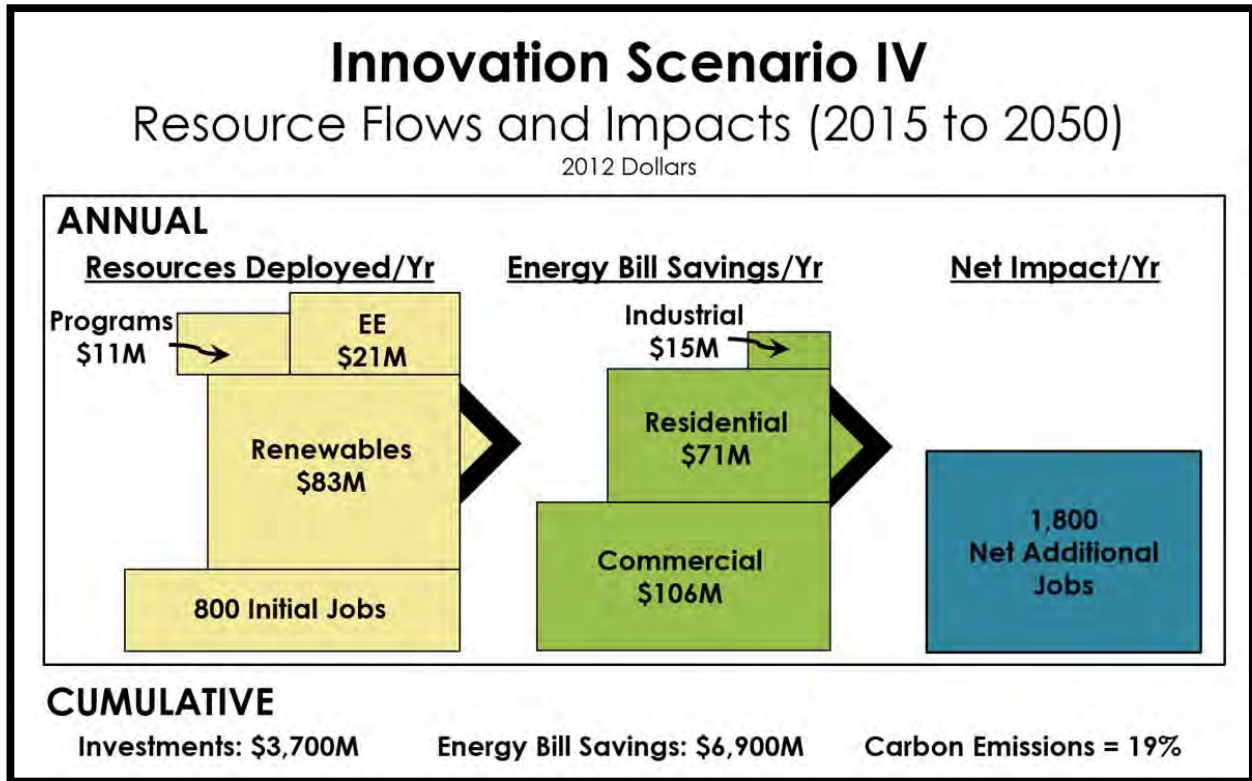 Innovation Scenario IV
Resource Flows and Impacts (2015 to 2050)
2012 Dollars
ANNUAL
Resources Deployed/Yr
Programs
$11M
EE
$21M
Renewables
$83M
800 Initial Jobs
Energy Bill Savings/Yr
Industrial
$15M
Residential
$71M
Commercial
$106M
Net Impact/Yr
1,800
Net Additional
Jobs
CUMULATIVE
Investments: $3,700M
Energy Bill Savings: $6,900M
Carbon Emissions = 19%